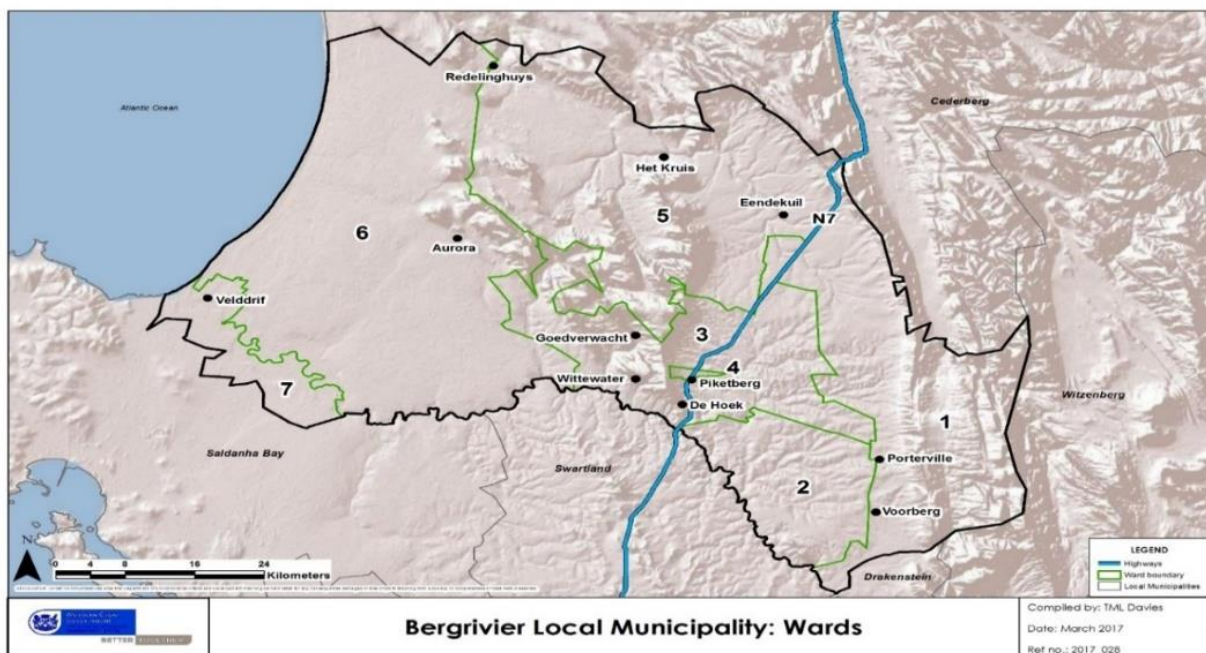 Redelinghuys
Atlantic Ocean
Cederberg
Het Kruis
Eendekuil
5
N7
6
Aurora
Velddrif
Goedverwacht
3
4
Wittewater
Piketberg
7
De Hoek
1
Witzenberg
Saldanha Bay
Swartland
Porterville
2
Voorberg
N
0 4 8 16 24
Kilometers
Drakenstein
LEGEND
Highways
Ward boundary
Local Municipalities
BETTER
Bergrivier Local Municipality: Wards
Compiled by: TML Davies
Date: March 2017
Ref no.: 2017_028